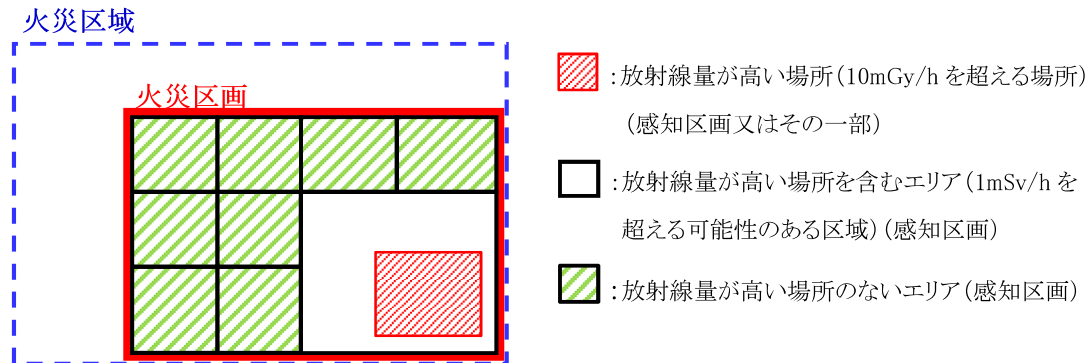 火災区域
火災区画
：放射線量が高い場所（10mGy/h を超える場所）
（感知区画又はその一部）
：放射線量が高い場所を含むエリア（1mSv/h を
超える可能性のある区域）（感知区画）
：放射線量が高い場所のないエリア（感知区画）